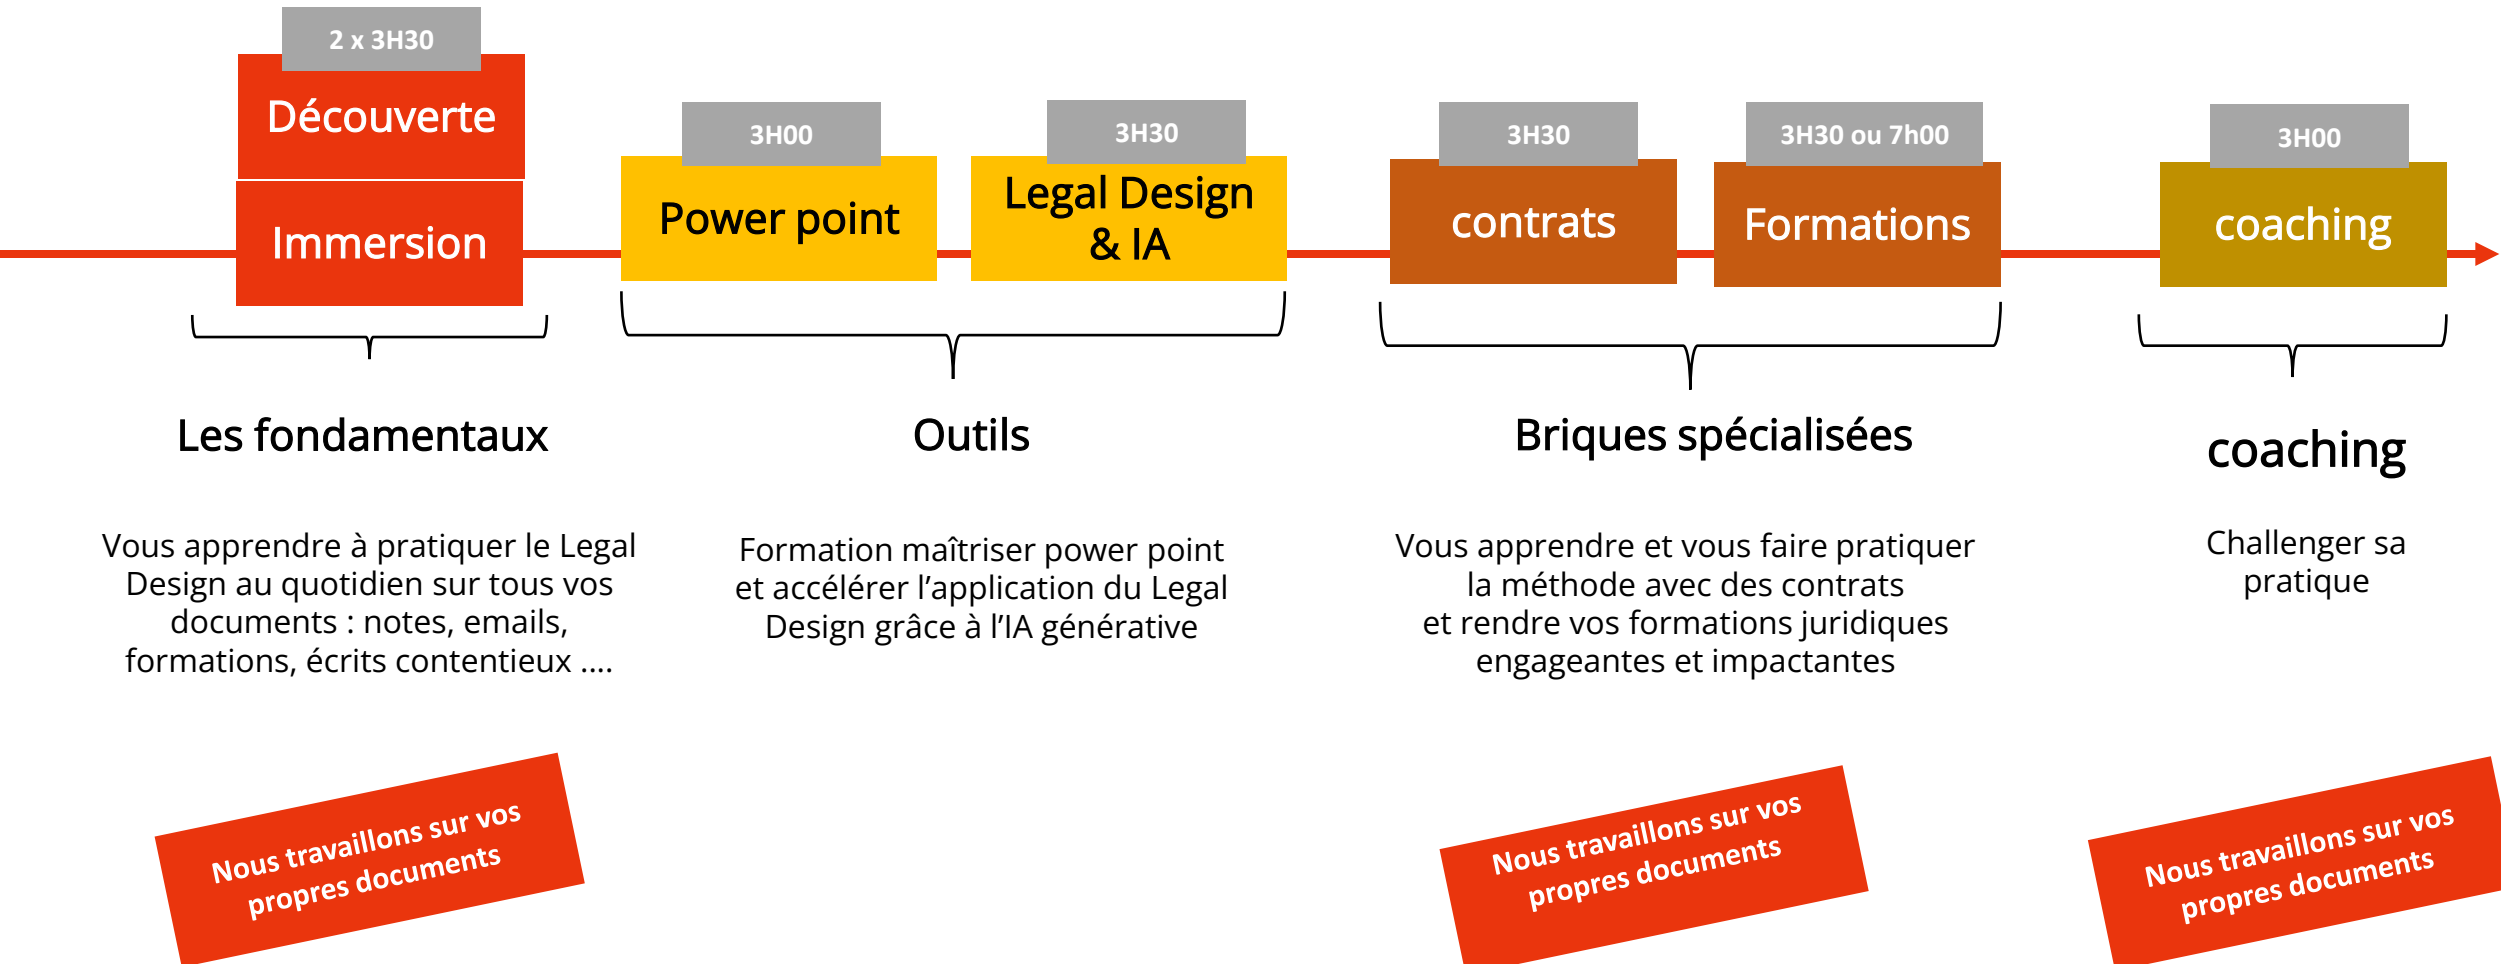 2 x 3H30
Découverte
Immersion
3H00
Power point
3H30
Legal Design
& IA
3H30
contrats
3H30 ou 7h00
Formations
3H00
coaching
Les fondamentaux
Vous apprendre à pratiquer le Legal
Design au quotidien sur tous vos
documents : notes, emails,
formations, écrits contentieux ....
Outils
Formation maîtriser power point
et accélérer l’application du Legal
Design grâce à l’IA générative
Briques spécialisées
Vous apprendre et vous faire pratiquer
la méthode avec des contrats
et rendre vos formations juridiques
engageantes et impactantes
coaching
Challenger sa
pratique
Nous travaillons sur vos
propres documents
Nous travaillons sur vos
propres documents
Nous travaillons sur vos
propres documents